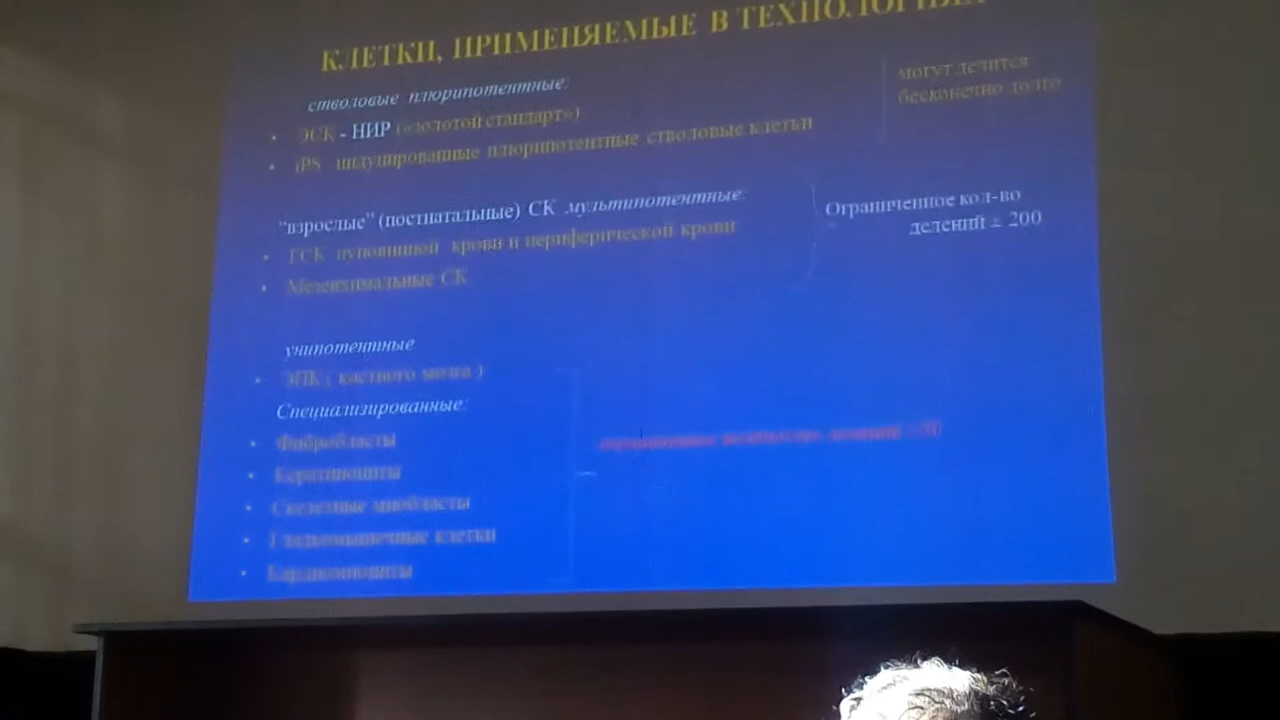 КЛЕТКИ, ПРИМЕНЯЕМЫЕ В ТЕХНОЛОГИЯХ
стволовые плюрипотентные:
• ЭСК - НИР («золотой стандарт»)
• iPS индуцированные плюрипотентные стволовые клетки
могут делится
бесконечно долго
“взрослые” (постнатальные) СК мультипотентные:
• ГСК пуповинной крови и периферической крови
• Мезенхимальные СК
Ограниченное кол-во
делений ± 200
унипотентные
• ЭПК ( костного мозга )
Специализированные:
• Фибробласты
• Кератиноциты
• Скелетные миобласты
• Гладкомышечные клетки
• Кардиомиоциты